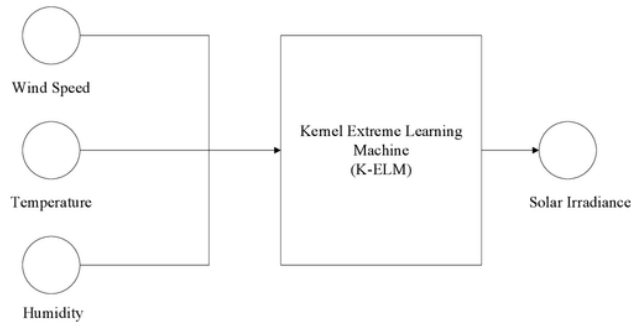 Wind Speed
Temperature
Humidity
Kernel Extreme Learning
Machine
(K-ELM)
Solar Irradiance